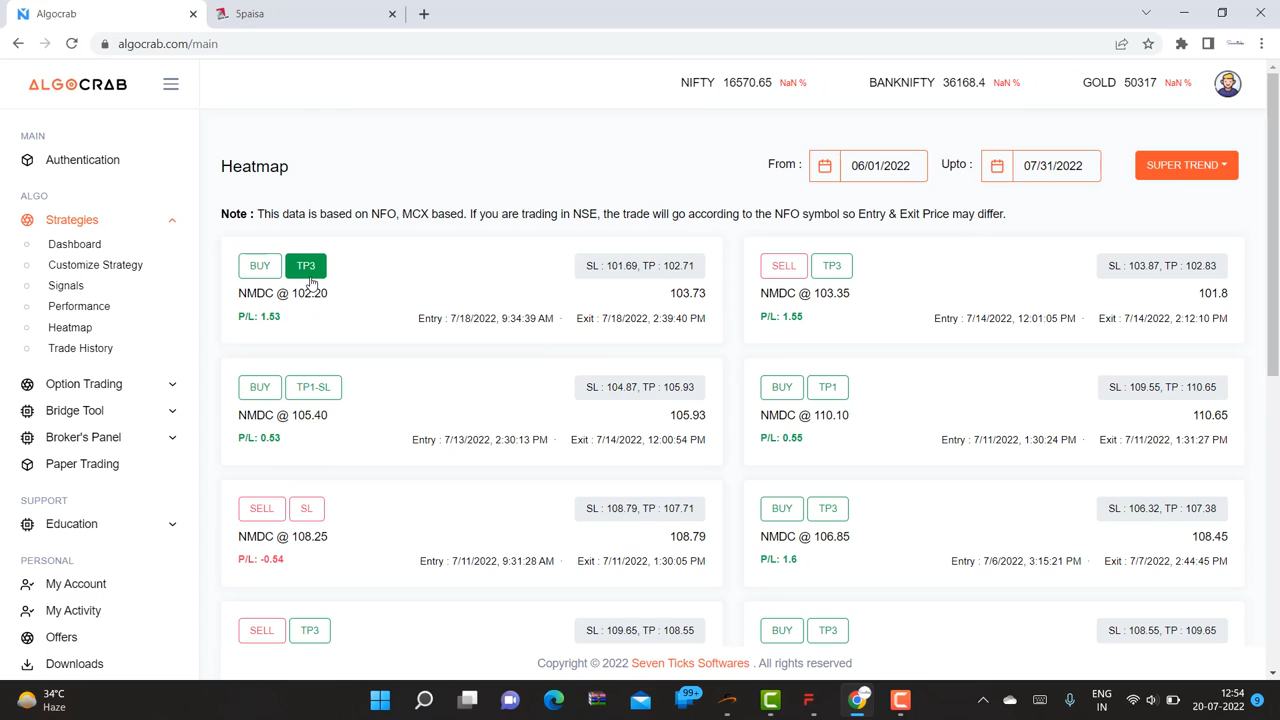 Algocrab
5paisa
algocrab.com/main
ALGOCRAB
NIFTY 16570.65 NaN %
BANKNIFTY 36168.4 NaN %
GOLD 50317 NaN %
MAIN
Authentication
ALGO
Strategies
Dashboard
Customize Strategy
Signals
Performance
Heatmap
Trade History
Option Trading
Bridge Tool
Broker's Panel
Paper Trading
SUPPORT
Education
PERSONAL
My Account
My Activity
Offers
Downloads
Heatmap
From : 06/01/2022 Upto : 07/31/2022 SUPER TREND
Note : This data is based on NFO, MCX based. If you are trading in NSE, the trade will go according to the NFO symbol so Entry & Exit Price may differ.
BUY TP3 SL : 101.69, TP : 102.71
NMDC @ 102.20 103.73
P/L: 1.53 Entry : 7/18/2022, 9:34:39 AM · Exit : 7/18/2022, 2:39:40 PM
SELL TP3 SL : 103.87, TP : 102.83
NMDC @ 103.35 101.8
P/L: 1.55 Entry : 7/14/2022, 12:01:05 PM · Exit : 7/14/2022, 2:12:10 PM
BUY TP1-SL SL : 104.87, TP : 105.93
NMDC @ 105.40 105.93
P/L: 0.53 Entry : 7/13/2022, 2:30:13 PM · Exit : 7/14/2022, 12:00:54 PM
BUY TP1 SL : 109.55, TP : 110.65
NMDC @ 110.10 110.65
P/L: 0.55 Entry : 7/11/2022, 1:30:24 PM · Exit : 7/11/2022, 1:31:27 PM
SELL SL SL : 108.79, TP : 107.71
NMDC @ 108.25 108.79
P/L: -0.54 Entry : 7/11/2022, 9:31:28 AM · Exit : 7/11/2022, 1:30:05 PM
BUY TP3 SL : 106.32, TP : 107.38
NMDC @ 106.85 108.45
P/L: 1.6 Entry : 7/6/2022, 3:15:21 PM · Exit : 7/7/2022, 2:44:45 PM
SELL TP3 SL : 109.65, TP : 108.55
BUY TP3 SL : 108.55, TP : 109.65
Copyright © 2022 Seven Ticks Softwares . All rights reserved
34°C
Haze
99+
ENG
IN
12:54
20-07-2022
9